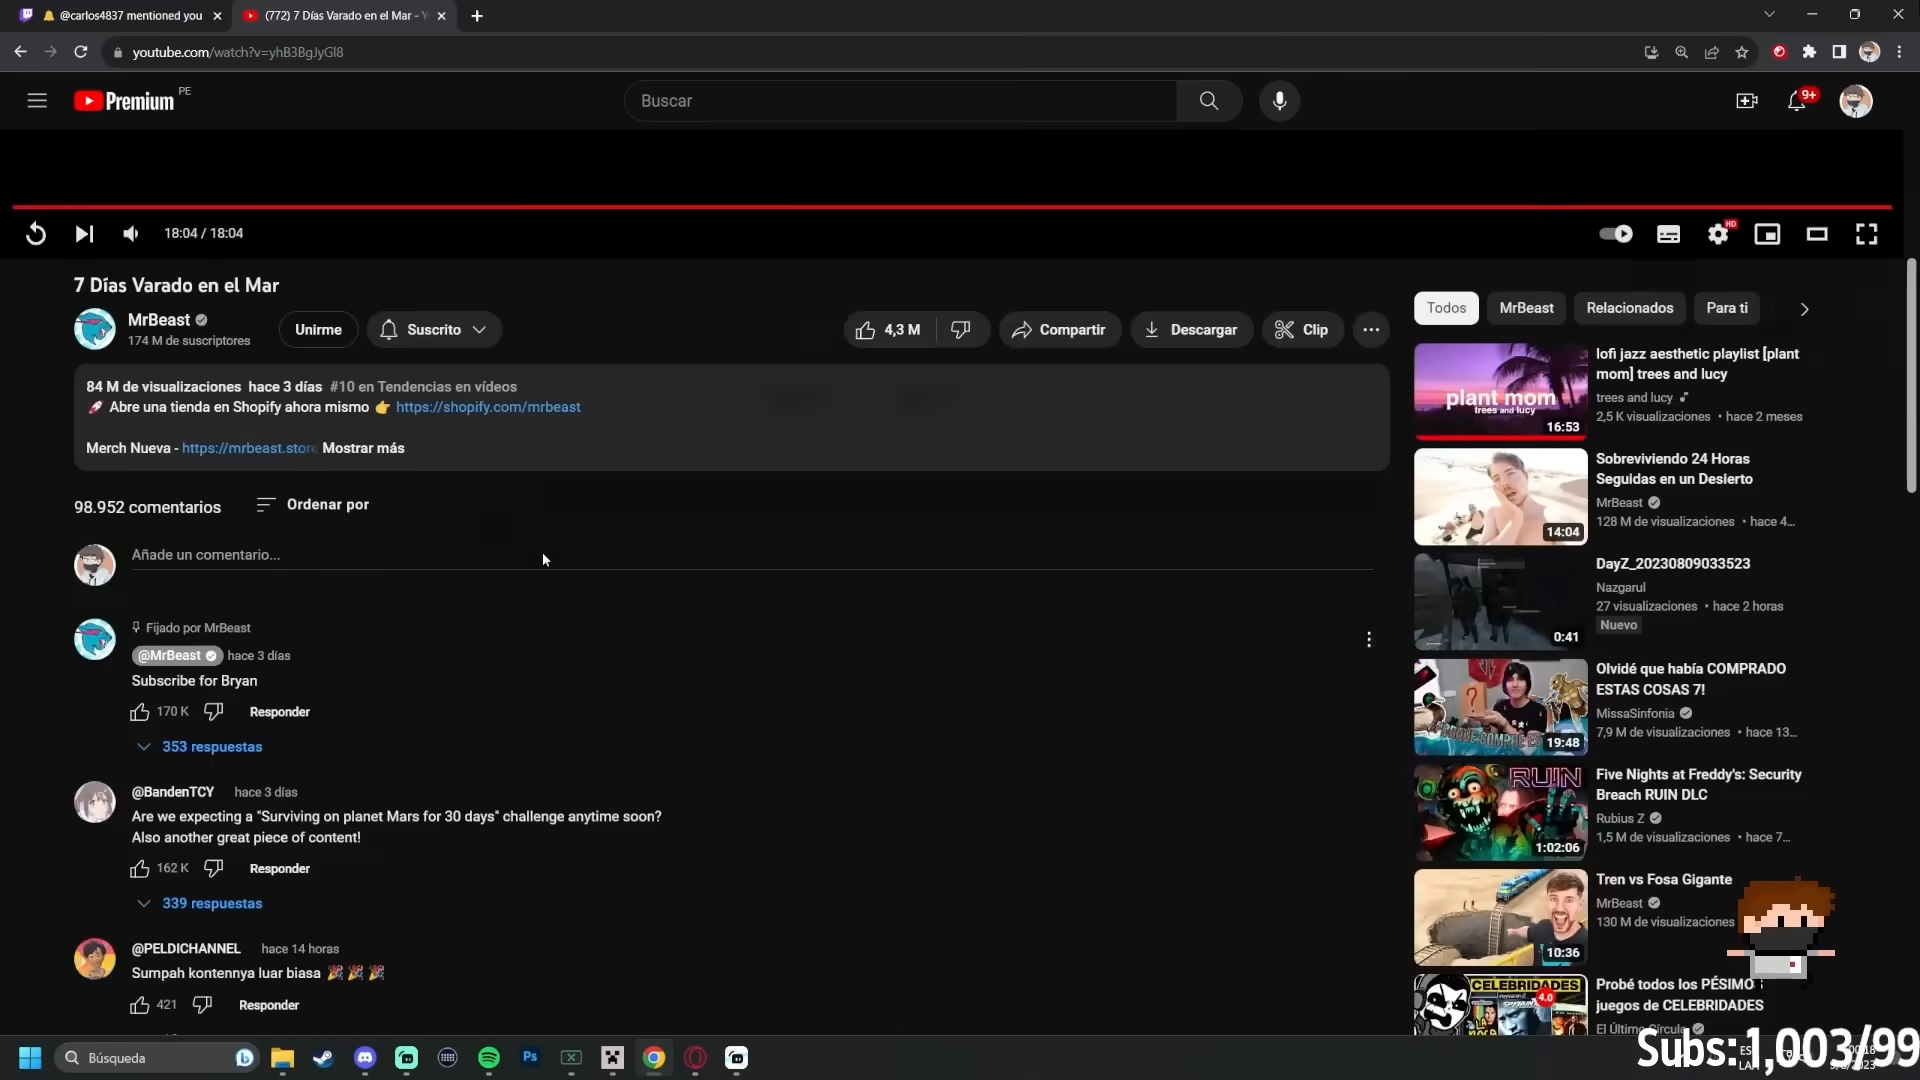 @carlos4837 mentioned you
(772) 7 Días Varado en el Mar - Y
youtube.com/watch?v=yhB3BgJyGl8
Premium PE
Buscar
9+
18:04 / 18:04
HD
7 Días Varado en el Mar
MrBeast
174 M de suscriptores
Unirme
Suscrito
4,3 M
Compartir
Descargar
Clip
84 M de visualizaciones hace 3 días #10 en Tendencias en vídeos
🚀 Abre una tienda en Shopify ahora mismo 👉 https://shopify.com/mrbeast
Merch Nueva - https://mrbeast.store Mostrar más
98.952 comentarios
Ordenar por
Añade un comentario...
Fijado por MrBeast
@MrBeast hace 3 días
Subscribe for Bryan
170 K Responder
353 respuestas
@BandenTCY hace 3 días
Are we expecting a "Surviving on planet Mars for 30 days" challenge anytime soon?
Also another great piece of content!
162 K Responder
339 respuestas
@PELDICHANNEL hace 14 horas
Sumpah kontennya luar biasa 🎉 🎉 🎉
421 Responder
Todos
MrBeast
Relacionados
Para ti
plant mom
trees and lucy
16:53
lofi jazz aesthetic playlist [plant
mom] trees and lucy
trees and lucy
2,5 K visualizaciones • hace 2 meses
14:04
Sobreviviendo 24 Horas
Seguidas en un Desierto
MrBeast
128 M de visualizaciones • hace 4...
0:41
DayZ_20230809033523
Nazgarul
27 visualizaciones • hace 2 horas
Nuevo
19:48
Olvidé que había COMPRADO
ESTAS COSAS 7!
MissaSinfonia
7,9 M de visualizaciones • hace 13...
RUIN
1:02:06
Five Nights at Freddy's: Security
Breach RUIN DLC
Rubius Z
1,5 M de visualizaciones • hace 7...
10:36
Tren vs Fosa Gigante
MrBeast
130 M de visualizaciones
CELEBRIDADES
4.0
Probé todos los PÉSIMO
juegos de CELEBRIDADES
El Último Círculo
Búsqueda
Ps
Subs: 1,003/99